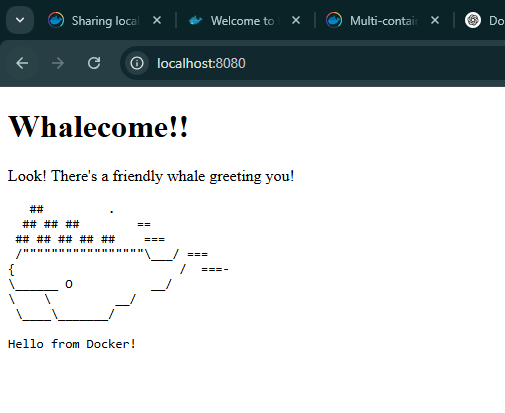 Sharing local
Welcome to
Multi-contain
Do
localhost:8080
Whalecome!!
Look! There's a friendly whale greeting you!
   ##         .
  ## ## ##        ==
 ## ## ## ## ##    ===
 /"""""""""""""""""\___/ ===
{                       /  ===-
\______ O           __/
\    \         __/
 \____\_______/
Hello from Docker!